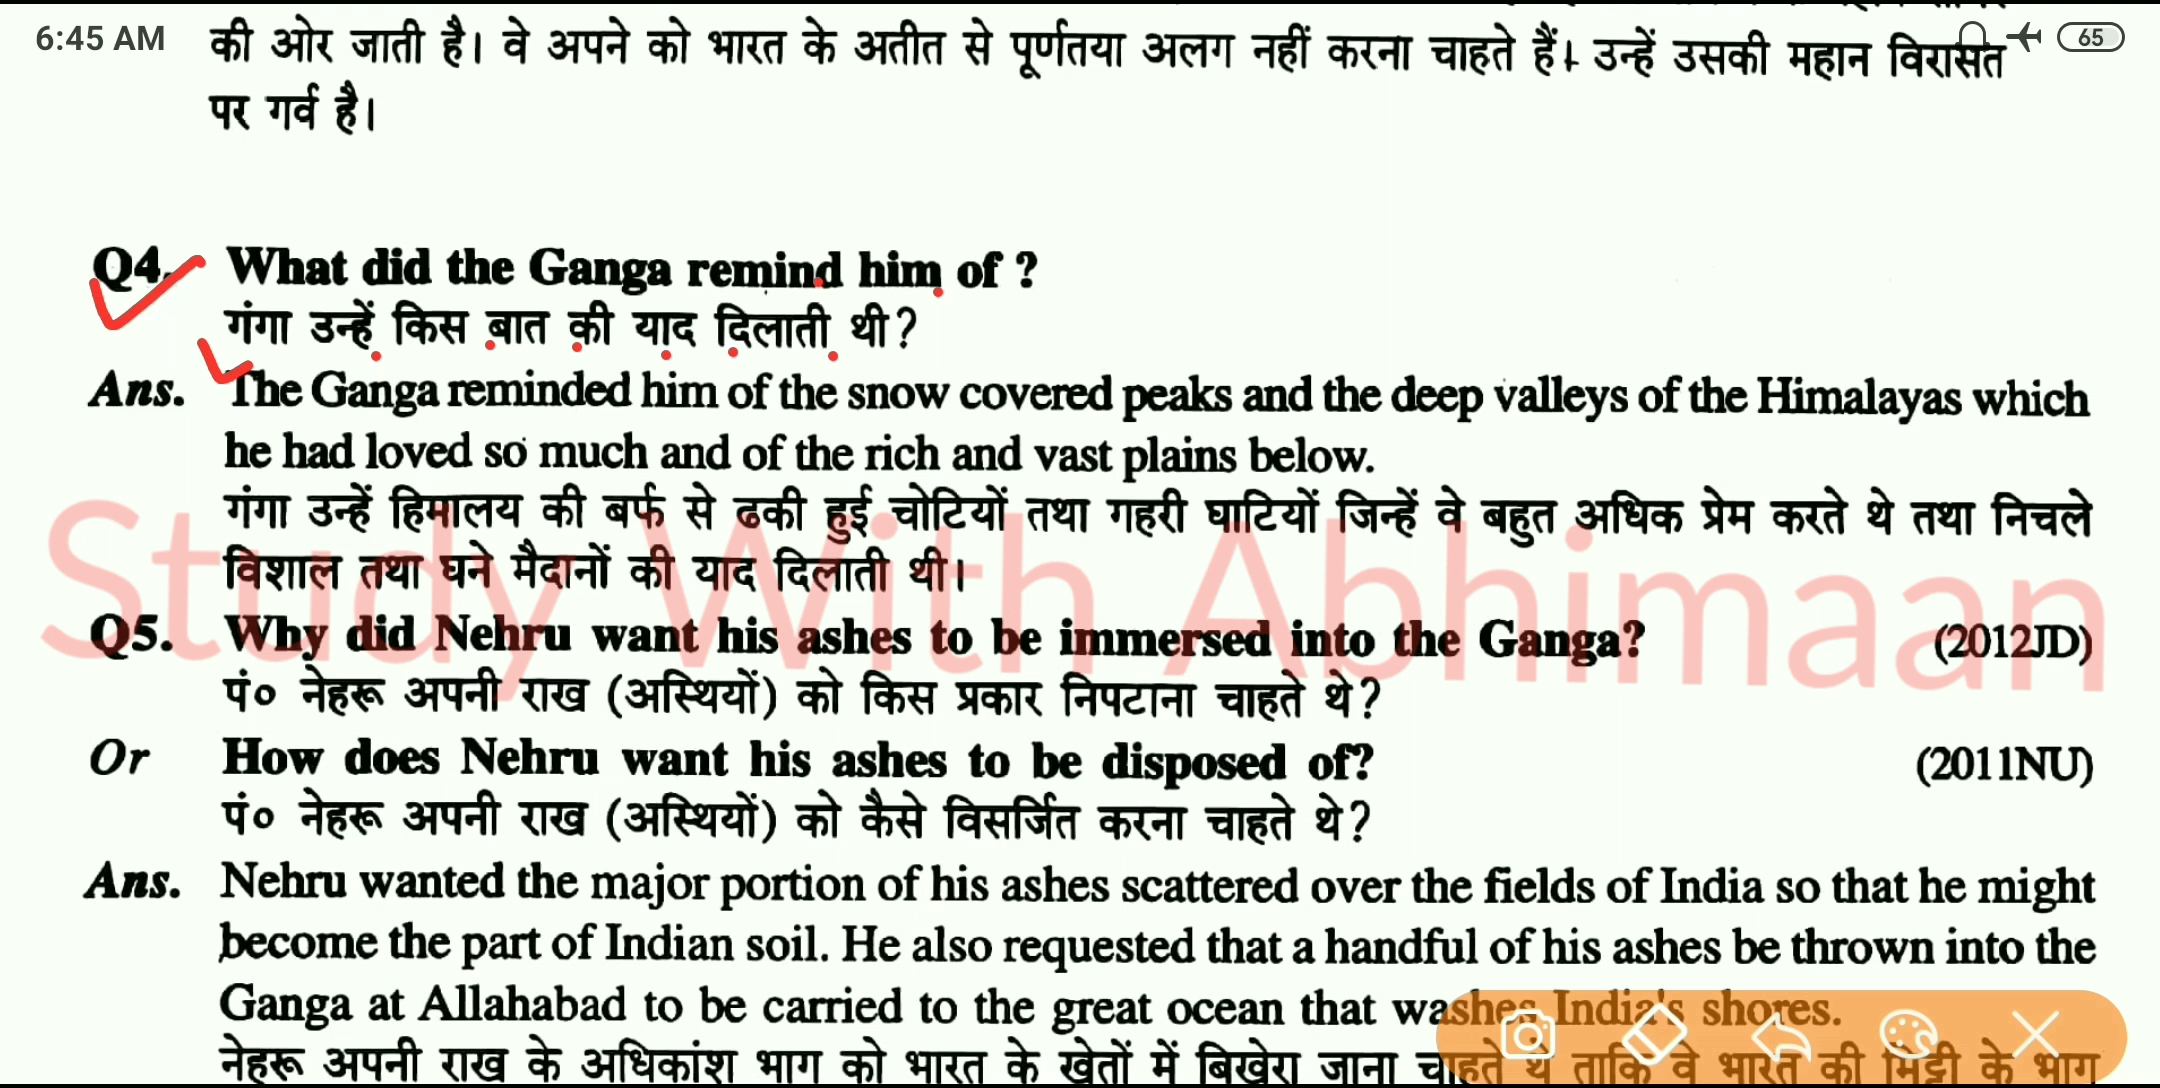 6:45 AM
65
की ओर जाती है। वे अपने को भारत के अतीत से पूर्णतया अलग नहीं करना चाहते हैं। उन्हें उसकी महान विरासत
पर गर्व है।
Q4. What did the Ganga remind him of ?
गंगा उन्हें किस बात की याद दिलाती थी?
Ans. The Ganga reminded him of the snow covered peaks and the deep valleys of the Himalayas which
he had loved so much and of the rich and vast plains below.
गंगा उन्हें हिमालय की बर्फ से ढकी हुई चोटियों तथा गहरी घाटियों जिन्हें वे बहुत अधिक प्रेम करते थे तथा निचले
विशाल तथा घने मैदानों की याद दिलाती थी।
Study With Abhimaan
Q5. Why did Nehru want his ashes to be immersed into the Ganga? (2012JD)
पं० नेहरू अपनी राख (अस्थियों) को किस प्रकार निपटाना चाहते थे?
Or How does Nehru want his ashes to be disposed of? (2011NU)
पं० नेहरू अपनी राख (अस्थियों) को कैसे विसर्जित करना चाहते थे?
Ans. Nehru wanted the major portion of his ashes scattered over the fields of India so that he might
become the part of Indian soil. He also requested that a handful of his ashes be thrown into the
Ganga at Allahabad to be carried to the great ocean that washes India's shores.
नेहरू अपनी राख के अधिकांश भाग को भारत के खेतों में बिखेरा जाना चाहते थे ताकि वे भारत की मिट्टी के भाग